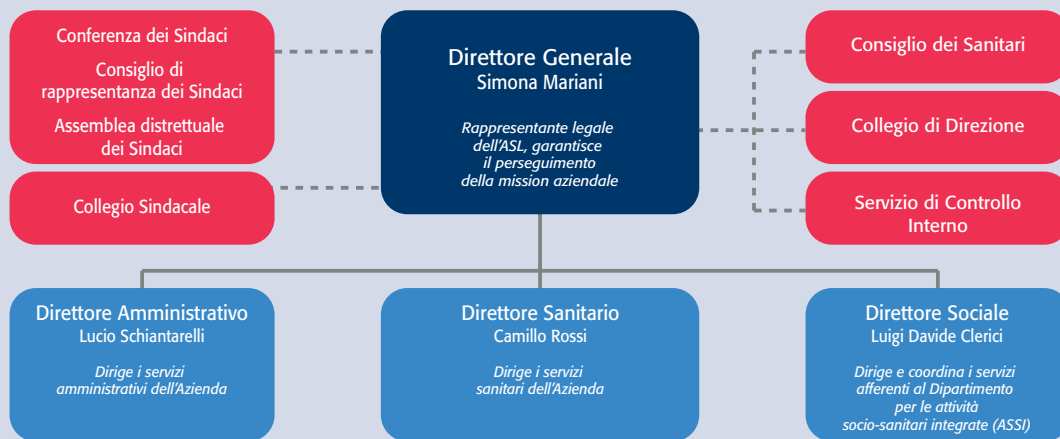 Conferenza dei Sindaci
Consiglio di
rappresentanza dei Sindaci
Assemblea distrettuale
dei Sindaci
Collegio Sindacale
Direttore Generale
Simona Mariani
Rappresentante legale
dell'ASL, garantisce
il perseguimento
della mission aziendale
Consiglio dei Sanitari
Collegio di Direzione
Servizio di Controllo
Interno
Direttore Amministrativo
Lucio Schiantarelli
Dirige i servizi
amministrativi dell'Azienda
Direttore Sanitario
Camillo Rossi
Dirige i servizi
sanitari dell'Azienda
Direttore Sociale
Luigi Davide Clerici
Dirige e coordina i servizi
afferenti al Dipartimento
per le attività
socio-sanitari integrate (ASSI)